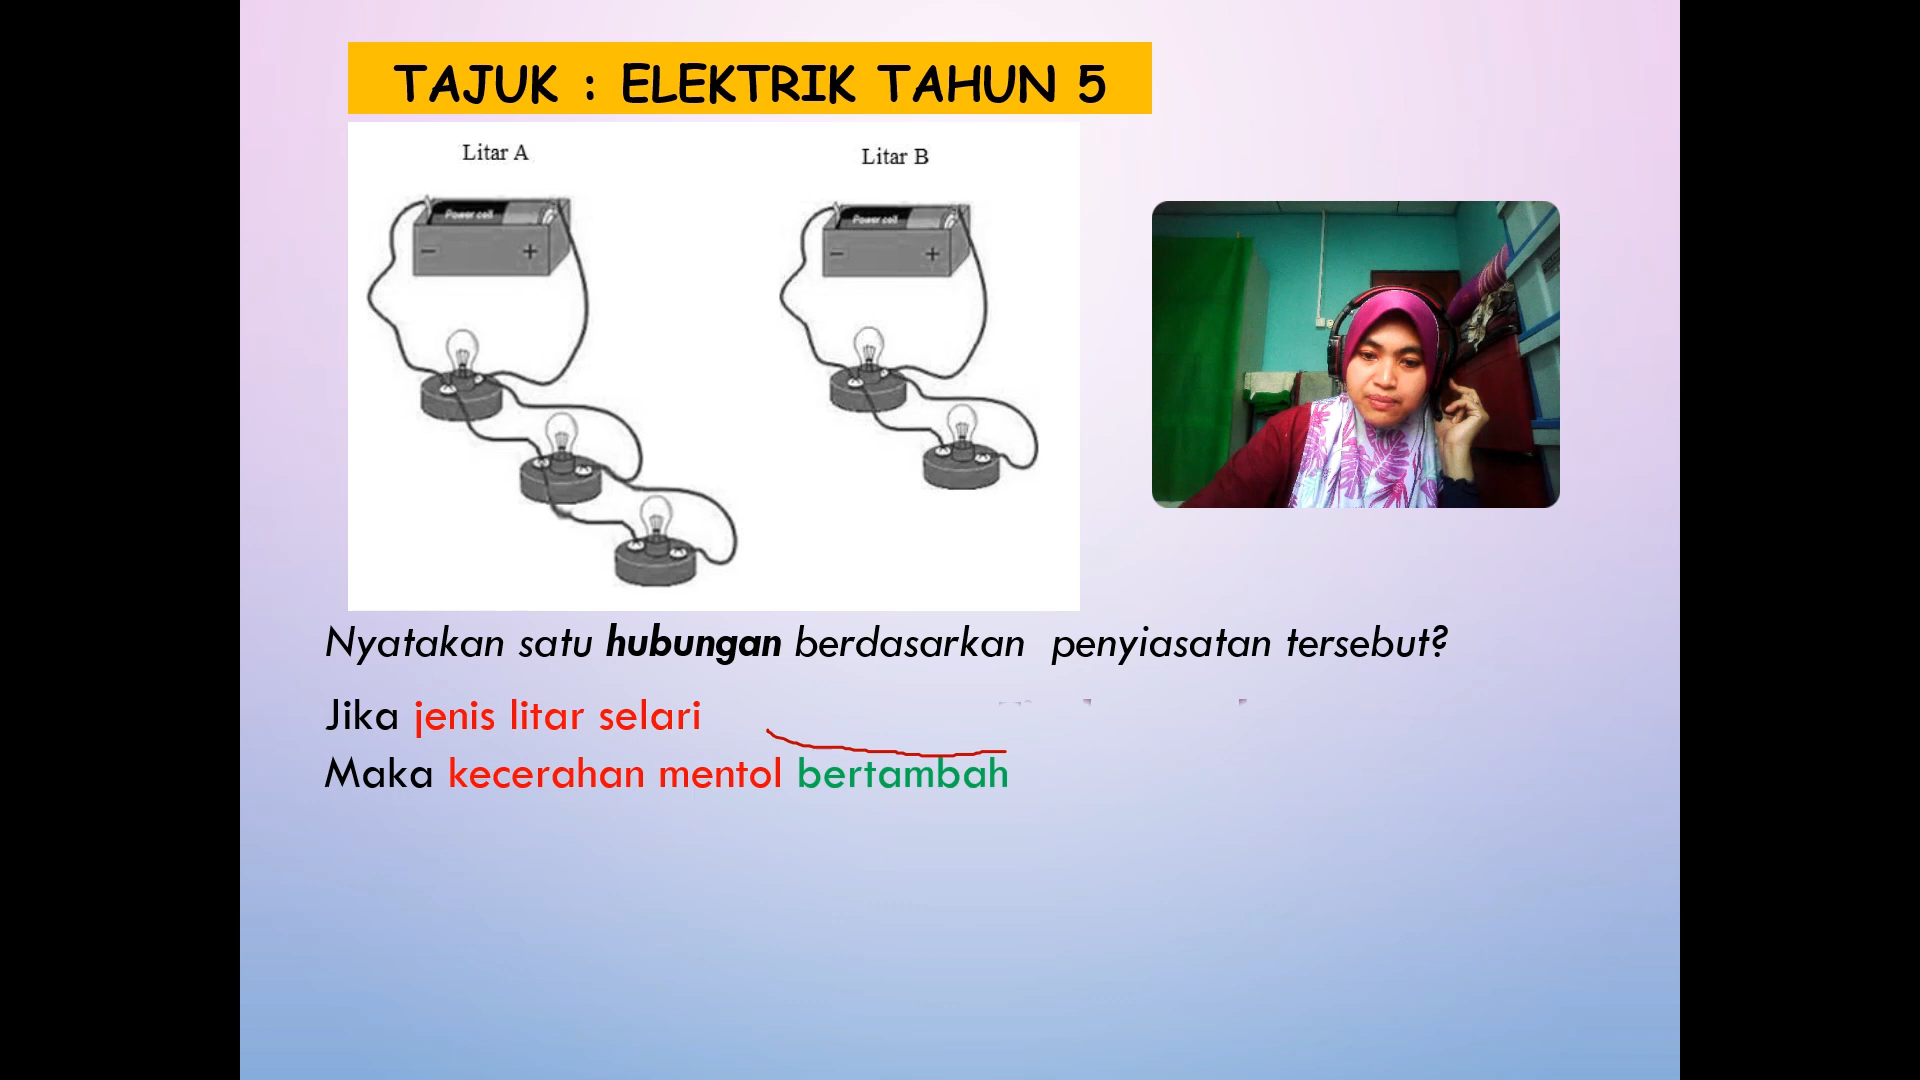 TAJUK : ELEKTRIK TAHUN 5
Litar A
Litar B
Power cell
- +
Power cell
- +
Nyatakan satu hubungan berdasarkan penyiasatan tersebut?
Jika jenis litar selari
Maka kecerahan mentol bertambah